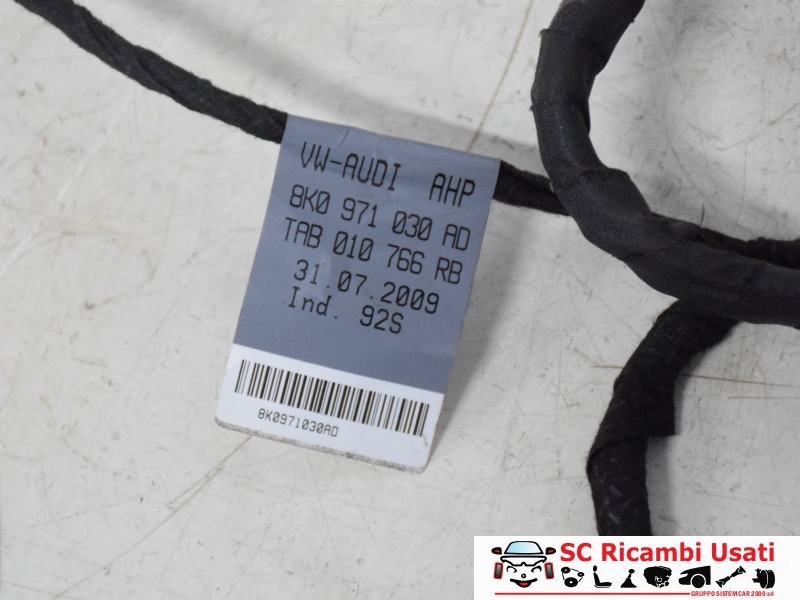 VW-AUDI AHP
8K0 971 030 AD
TAB 010 766 RB
31.07.2009
Ind. 92S
8K0971030AD
SC Ricambi Usati
GRUPPO SISTEMCAR 2000 srl